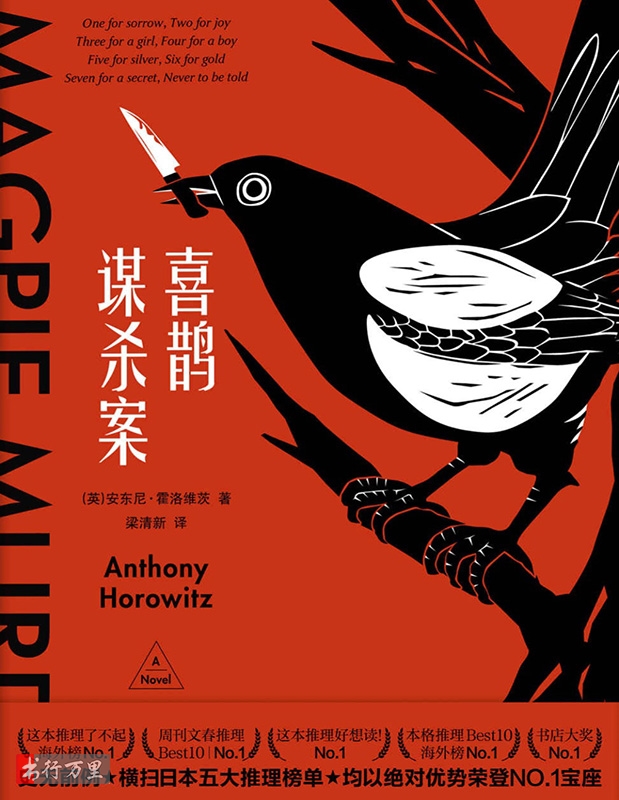 One for sorrow, Two for joy
Three for a girl, Four for a boy
Five for silver, Six for gold
Seven for a secret, Never to be told
MAGPIE MURD
喜鹊
谋杀案
(英)安东尼·霍洛维茨 著
梁清新 译
Anthony
Horowitz
A
Novel
这本推理了不起
海外榜No.1
周刊文春推理
Best10 No.1
这本推理好想读!
No.1
本格推理Best10
海外榜No.1
书店大奖
No.1
★横扫日本五大推理榜单★均以绝对优势荣登NO.1宝座
书行万里